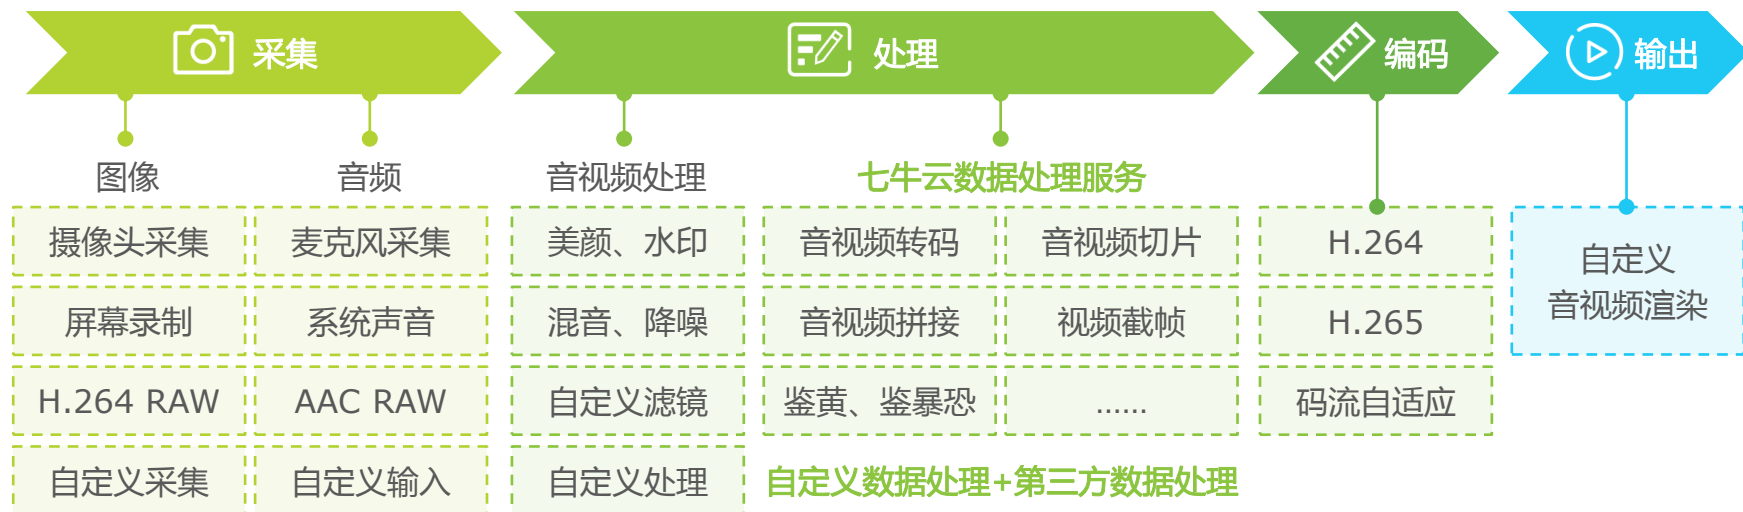 采集
处理
编码
输出
图像
音频
音视频处理
七牛云数据处理服务
摄像头采集
麦克风采集
美颜、水印
音视频转码
音视频切片
H.264
自定义
音视频渲染
屏幕录制
系统声音
混音、降噪
音视频拼接
视频截帧
H.265
H.264 RAW
AAC RAW
自定义滤镜
鉴黄、鉴暴恐
......
码流自适应
自定义采集
自定义输入
自定义处理
自定义数据处理+第三方数据处理